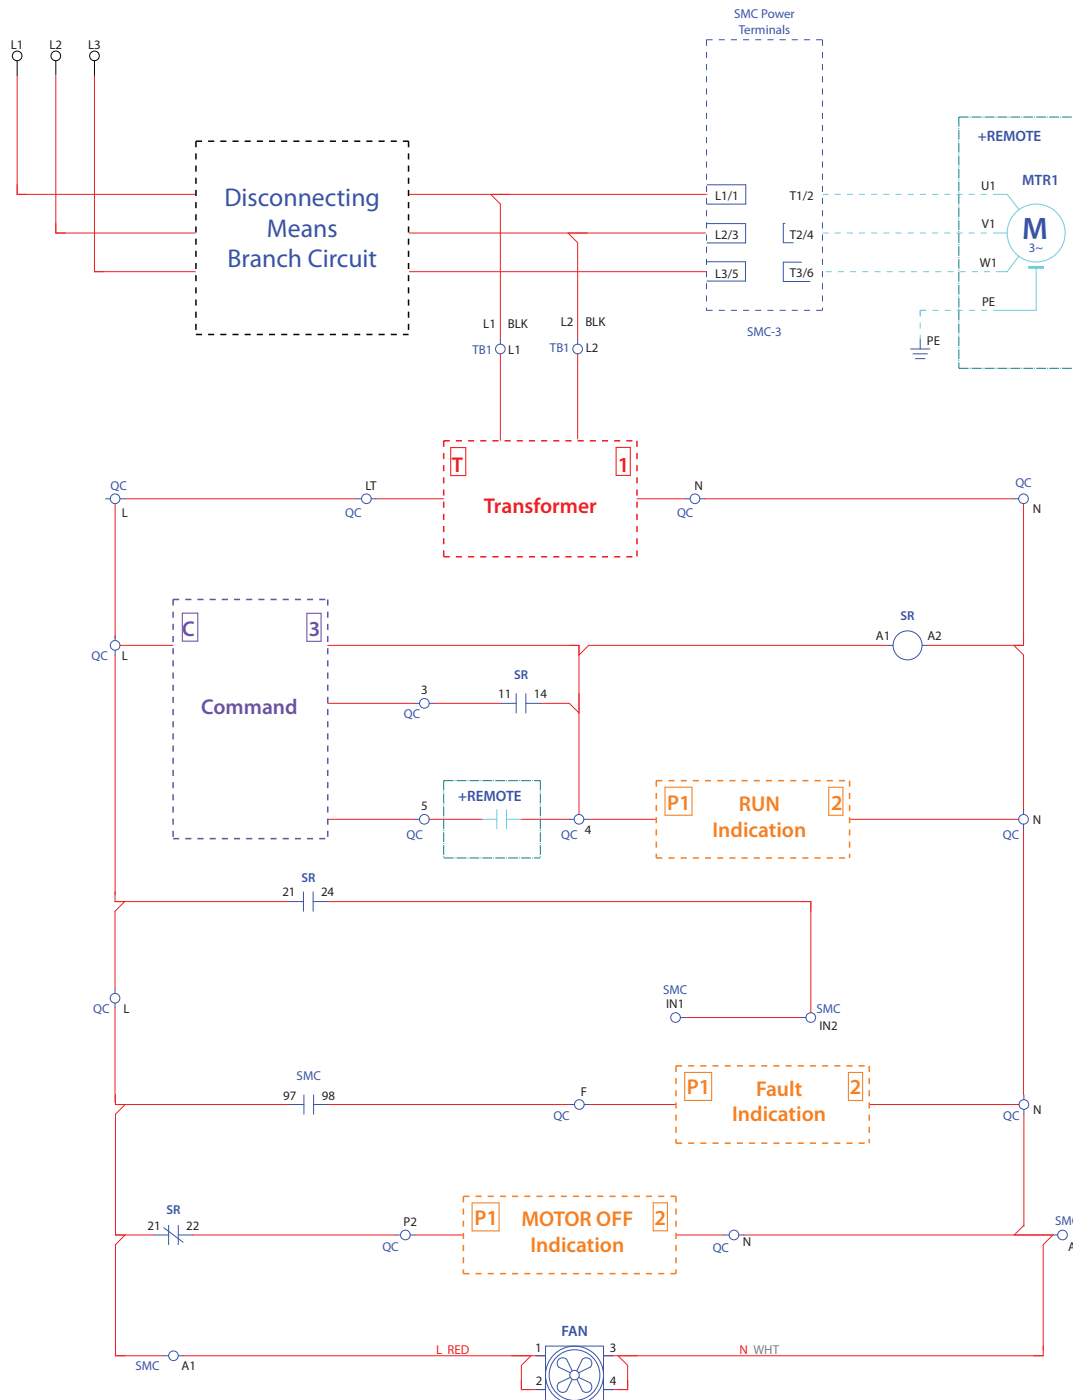 SMC Power
Terminals
L1 L2 L3
+REMOTE
MTR1
Disconnecting
Means
Branch Circuit
L1/1 T1/2 U1
L2/3 T2/4 V1
M
3~
L3/5 T3/6 W1
PE
PE
SMC-3
L1 BLK L2 BLK
TB1 L1 TB1 L2
T 1
Transformer
QC L
LT QC
N QC
QC N
C 3
Command
QC L
SR
A1 A2
3 QC
SR
11 14
5 QC
+REMOTE
QC 4
P1 RUN 2
Indication
N QC
SR
21 24
QC L
SMC
IN1
SMC
IN2
SMC
97 98
F
QC
P1 Fault 2
Indication
QC N
SR
21 22
P2
QC
P1 MOTOR OFF 2
Indication
QC N
FAN
SMC A1
L RED
1 3
2 4
N WHT